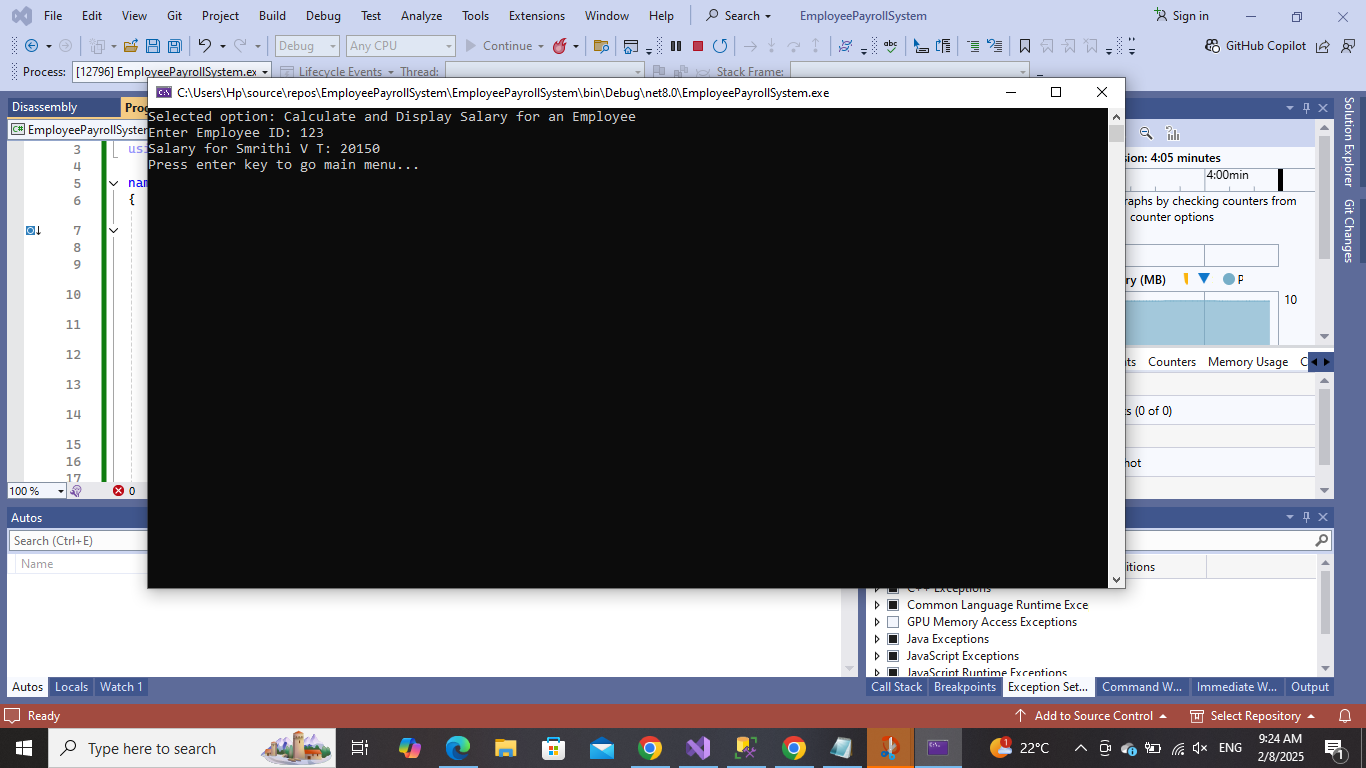 File Edit View Git Project Build Debug Test Analyze Tools Extensions Window Help Search EmployeePayrollSystem Sign in
Debug Any CPU Continue GitHub Copilot
Process: [12796] EmployeePayrollSystem.ex Lifecycle Events Thread: Stack Frame:
C:\Users\Hp\source\repos\EmployeePayrollSystem\EmployeePayrollSystem\bin\Debug\net8.0\EmployeePayrollSystem.exe
Selected option: Calculate and Display Salary for an Employee
Enter Employee ID: 123
Salary for Smrithi V T: 20150
Press enter key to go main menu...
Disassembly Prog
C# EmployeePayrollSystem
3 usi
4
5 nam
6 {
7
8
9
10
11
12
13
14
15
16
17
100 % 0
sion: 4:05 minutes
4:00min
raphs by checking counters from
counter options
ry (MB) P
10
ts Counters Memory Usage C
ts (0 of 0)
hot
Solution Explorer
Git Changes
Autos
Search (Ctrl+E)
Name
itions
C++ Exceptions
Common Language Runtime Exce
GPU Memory Access Exceptions
Java Exceptions
JavaScript Exceptions
JavaScript Runtime Exceptions
Autos Locals Watch 1
Call Stack Breakpoints Exception Set... Command W... Immediate W... Output
Ready Add to Source Control Select Repository
Type here to search 22°C ENG 9:24 AM
2/8/2025
1